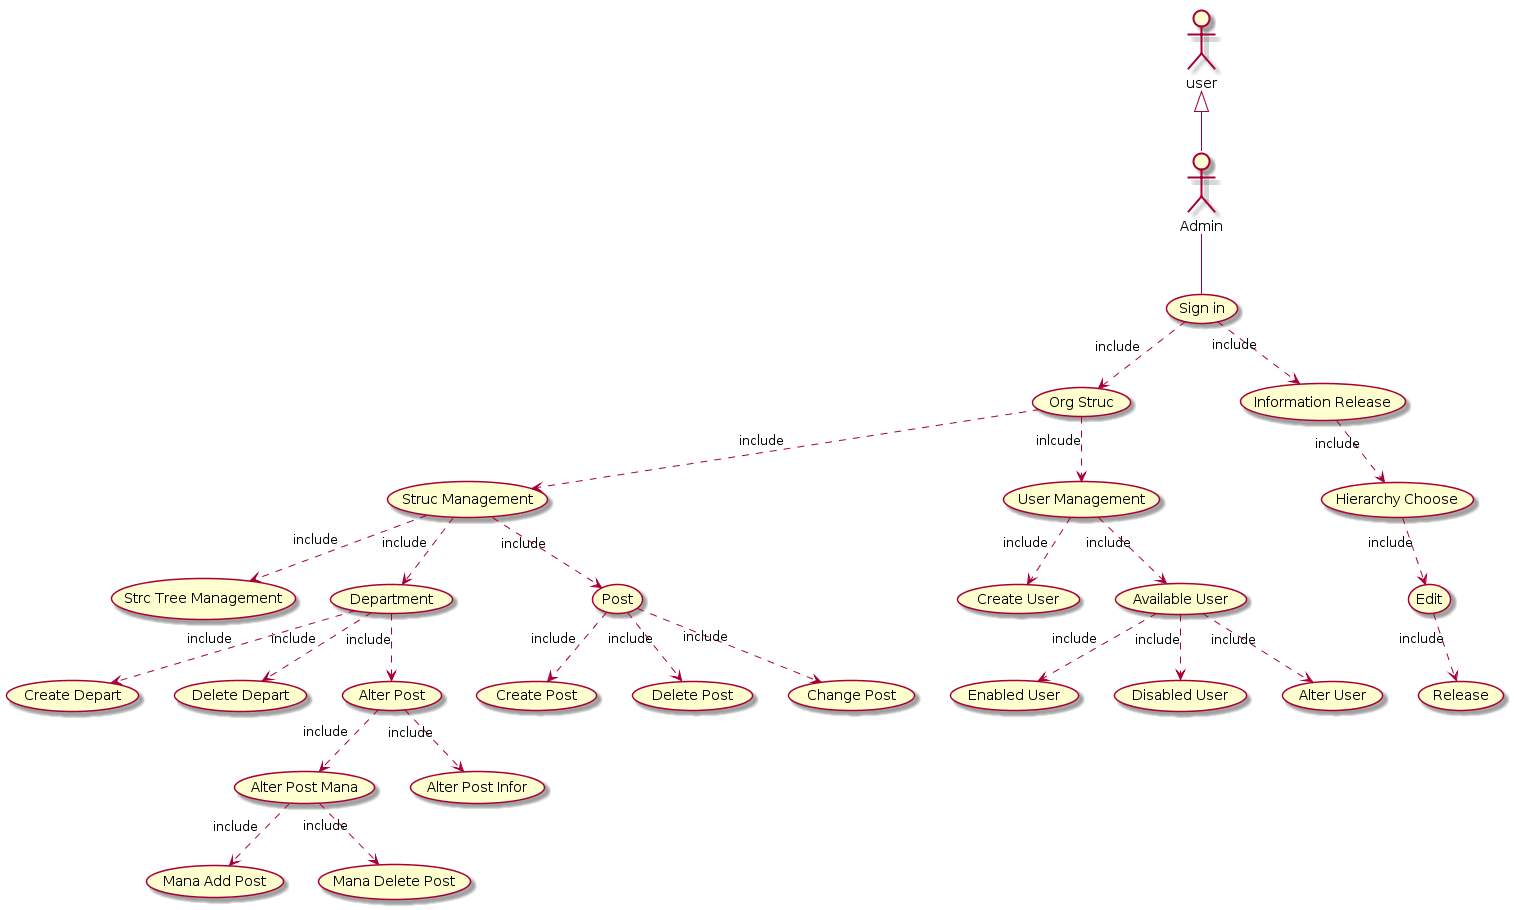 user
Admin
Sign in
include
include
Org Struc
Information Release
include
inlcude
include
Struc Management
User Management
Hierarchy Choose
include
include
include
include
include
include
Strc Tree Management
Department
Post
Create User
Available User
Edit
include
include
include
include
include
include
include
include
include
include
Create Depart
Delete Depart
Alter Post
Create Post
Delete Post
Change Post
Enabled User
Disabled User
Alter User
Release
include
include
Alter Post Mana
Alter Post Infor
include
include
Mana Add Post
Mana Delete Post